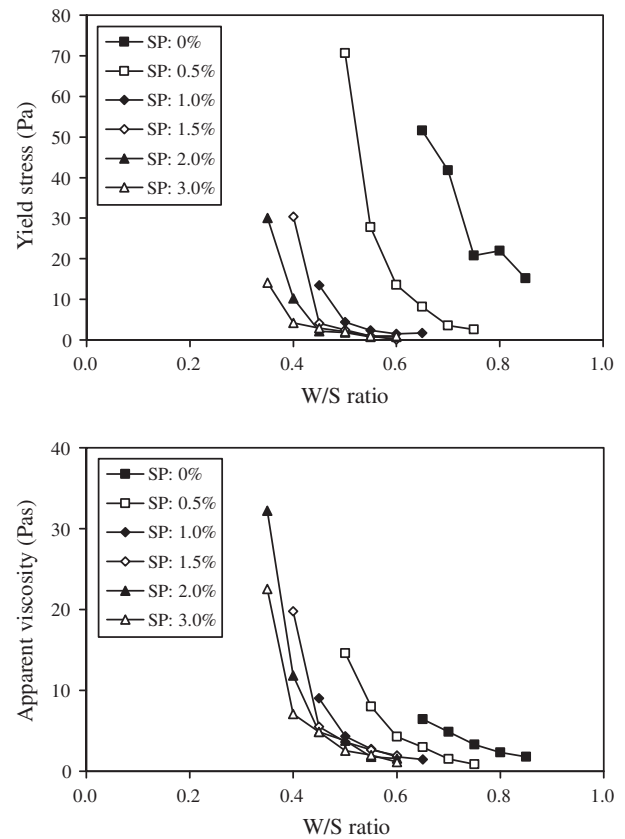 80
70
60
50
40
30
20
10
0
Yield stress (Pa)
SP: 0%
SP: 0.5%
SP: 1.0%
SP: 1.5%
SP: 2.0%
SP: 3.0%
0.0 0.2 0.4 0.6 0.8 1.0
W/S ratio
40
30
20
10
0
Apparent viscosity (Pas)
SP: 0%
SP: 0.5%
SP: 1.0%
SP: 1.5%
SP: 2.0%
SP: 3.0%
0.0 0.2 0.4 0.6 0.8 1.0
W/S ratio